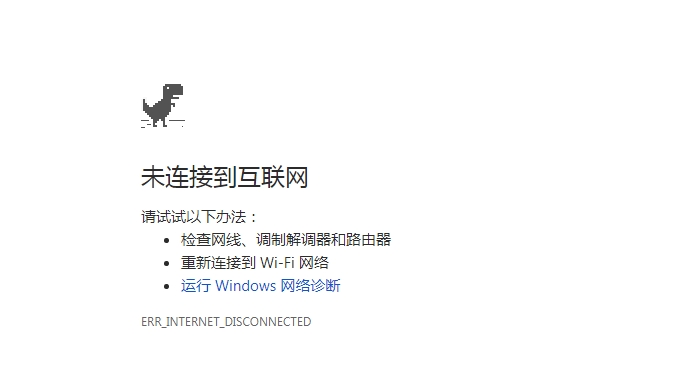 未连接到互联网
请试试以下办法：
检查网线、调制解调器和路由器
重新连接到 Wi-Fi 网络
运行 Windows 网络诊断
ERR_INTERNET_DISCONNECTED